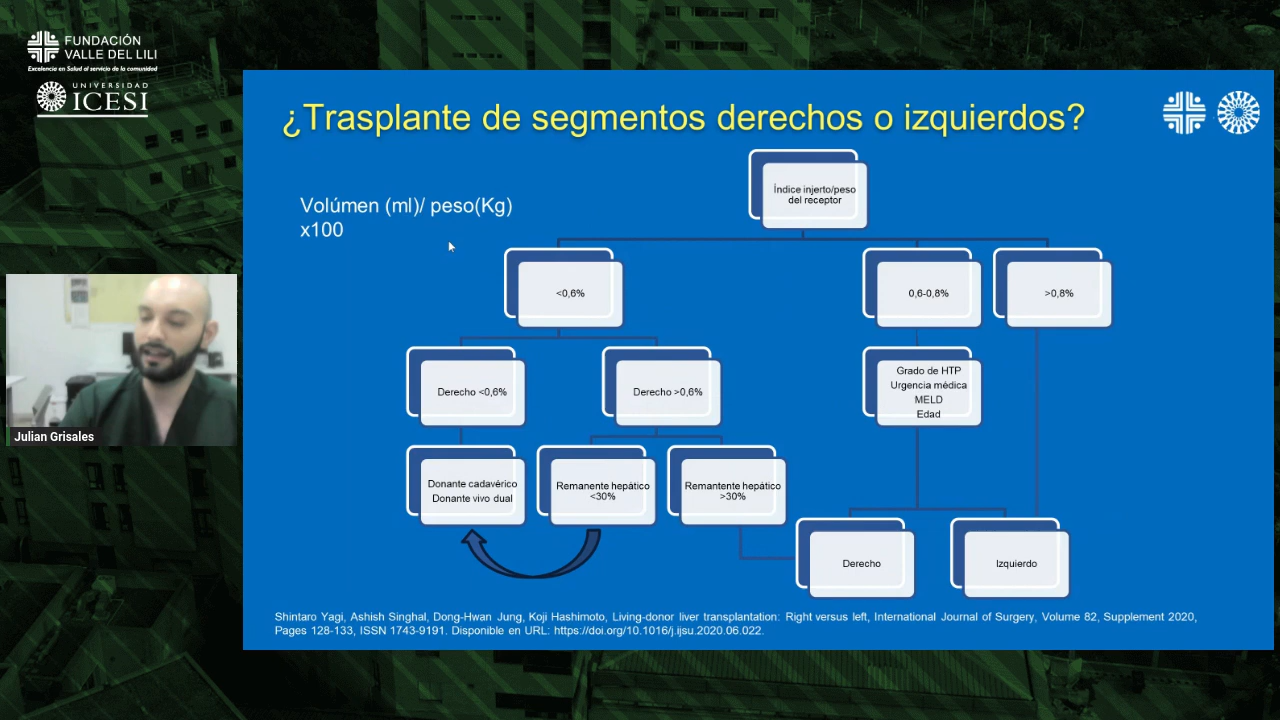 FUNDACIÓN
VALLE DEL LILI
Excelencia en Salud al servicio de la comunidad
UNIVERSIDAD
ICESI
¿Trasplante de segmentos derechos o izquierdos?
Volúmen (ml)/ peso(Kg)
x100
Índice injerto/peso
del receptor
<0,6%
0,6-0,8%
>0,8%
Derecho <0,6%
Derecho >0,6%
Grado de HTP
Urgencia médica
MELD
Edad
Donante cadavérico
Donante vivo dual
Remanente hepático
<30%
Remantente hepático
>30%
Derecho
Izquierdo
Julian Grisales
Shintaro Yagi, Ashish Singhal, Dong-Hwan Jung, Koji Hashimoto, Living-donor liver transplantation: Right versus left, International Journal of Surgery, Volume 82, Supplement 2020,
Pages 128-133, ISSN 1743-9191. Disponible en URL: https://doi.org/10.1016/j.ijsu.2020.06.022.